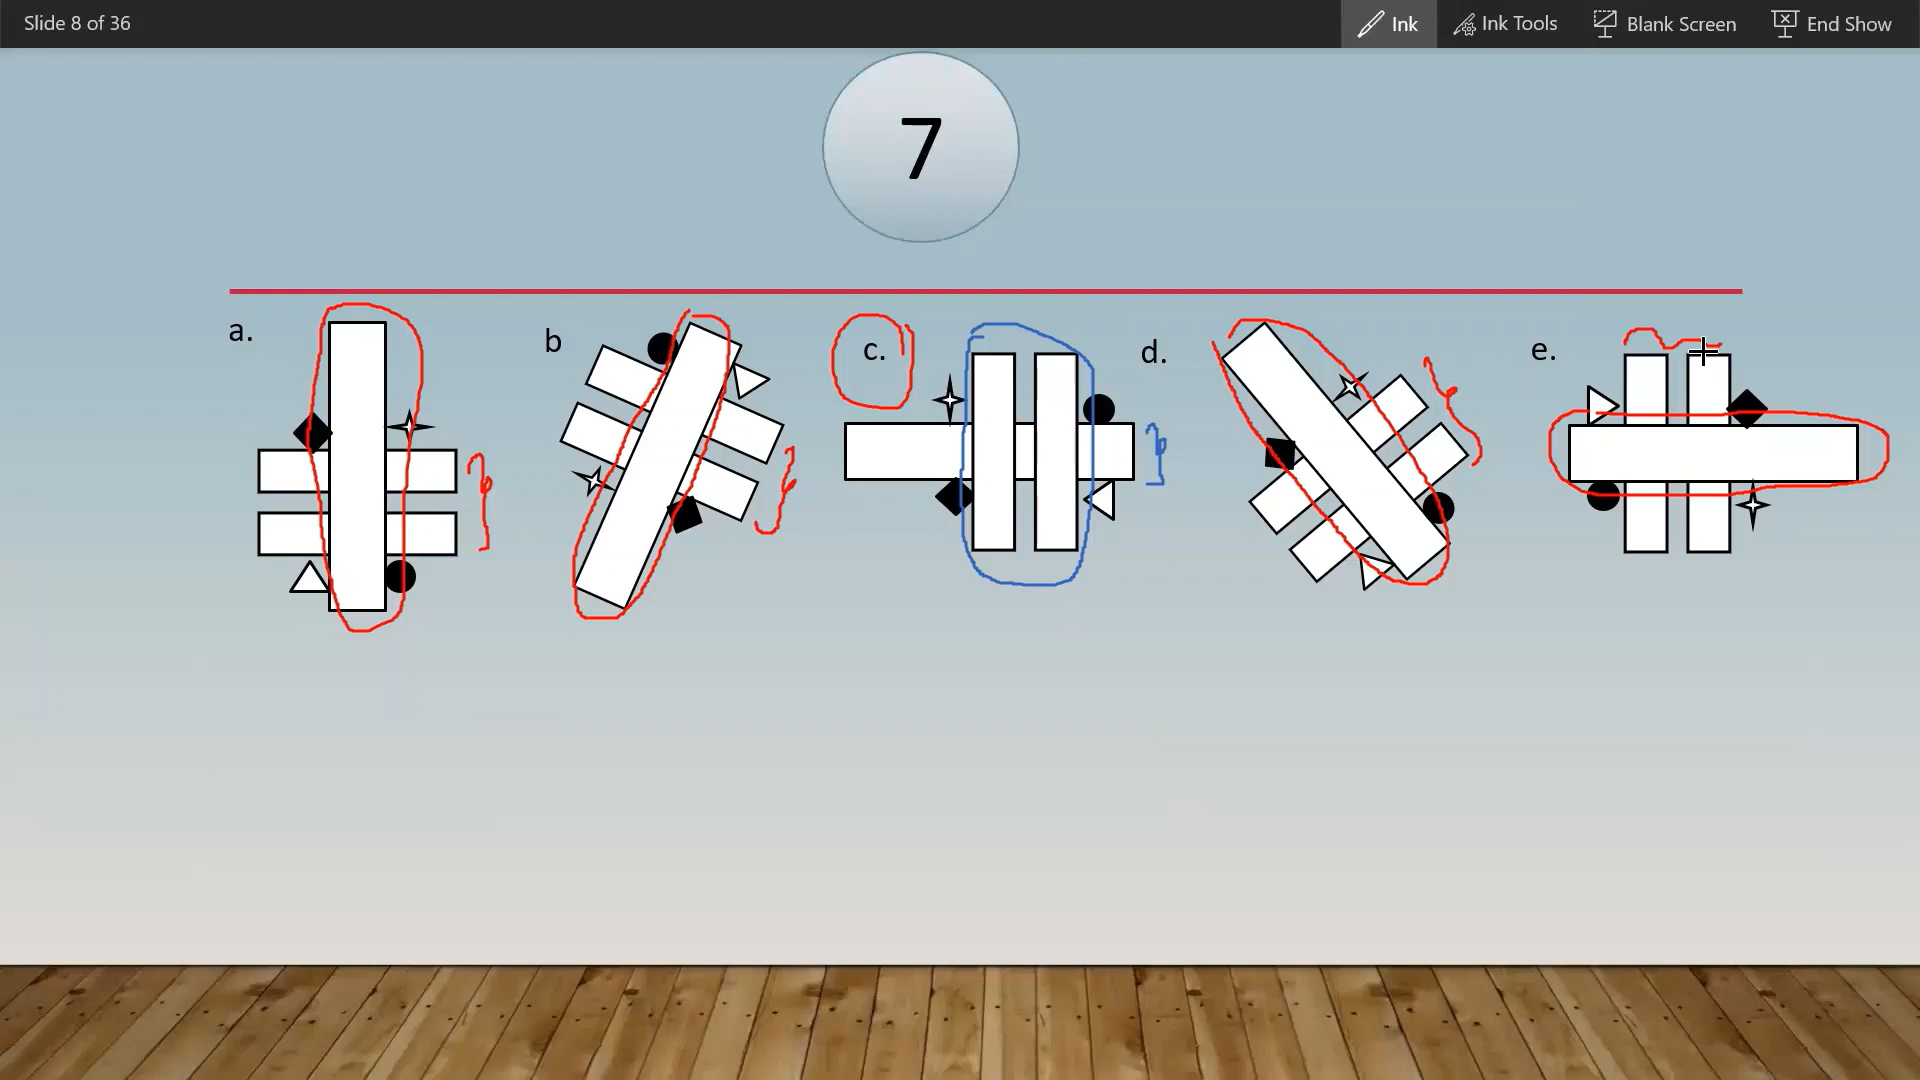 Slide 8 of 36
Ink
Ink Tools
Blank Screen
End Show
7
a.
b
c.
d.
e.